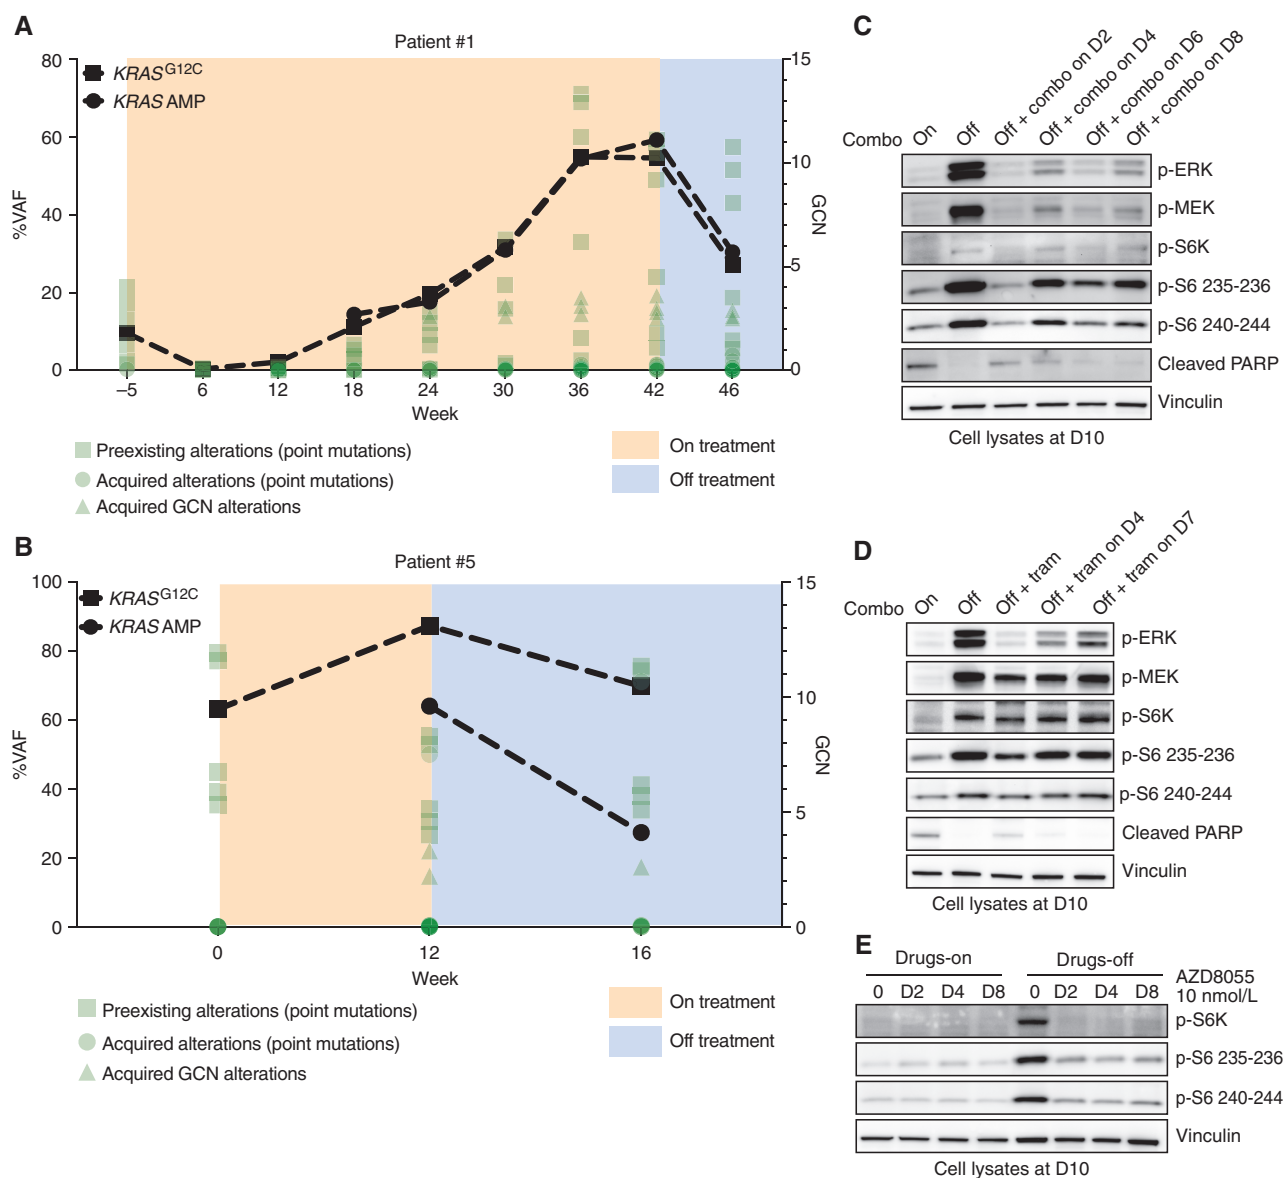 A
Patient #1
KRAS G12C
KRAS AMP
80
60
40
20
0
%VAF
15
10
5
0
GCN
–5
6
12
18
24
30
36
42
46
Week
Preexisting alterations (point mutations)
Acquired alterations (point mutations)
Acquired GCN alterations
On treatment
Off treatment
B
Patient #5
KRAS G12C
KRAS AMP
100
80
60
40
20
0
%VAF
15
10
5
0
GCN
0
12
16
Week
Preexisting alterations (point mutations)
Acquired alterations (point mutations)
Acquired GCN alterations
On treatment
Off treatment
C
Combo
On
Off
Off + combo on D2
Off + combo on D4
Off + combo on D6
Off + combo on D8
p-ERK
p-MEK
p-S6K
p-S6 235-236
p-S6 240-244
Cleaved PARP
Vinculin
Cell lysates at D10
D
Combo
On
Off
Off + tram
Off + tram on D4
Off + tram on D7
p-ERK
p-MEK
p-S6K
p-S6 235-236
p-S6 240-244
Cleaved PARP
Vinculin
Cell lysates at D10
E
Drugs-on
Drugs-off
0 D2 D4 D8 0 D2 D4 D8
AZD8055
10 nmol/L
p-S6K
p-S6 235-236
p-S6 240-244
Vinculin
Cell lysates at D10